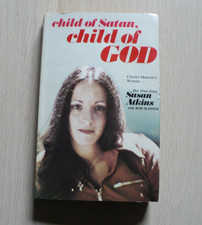 child of Satan,
child of
GOD
Charles Manson's
Woman —
Her Own Story
Susan
Atkins
with BOB SLOSSER